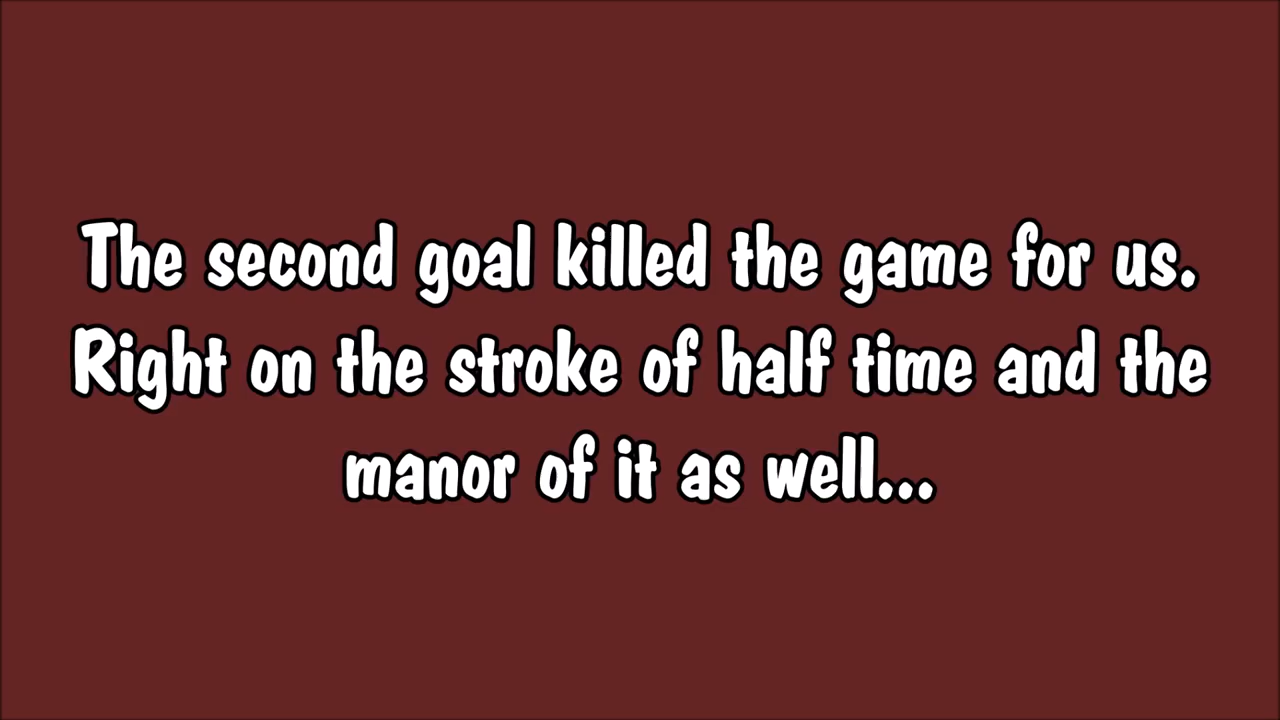 The second goal killed the game for us.
Right on the stroke of half time and the
manor of it as well...